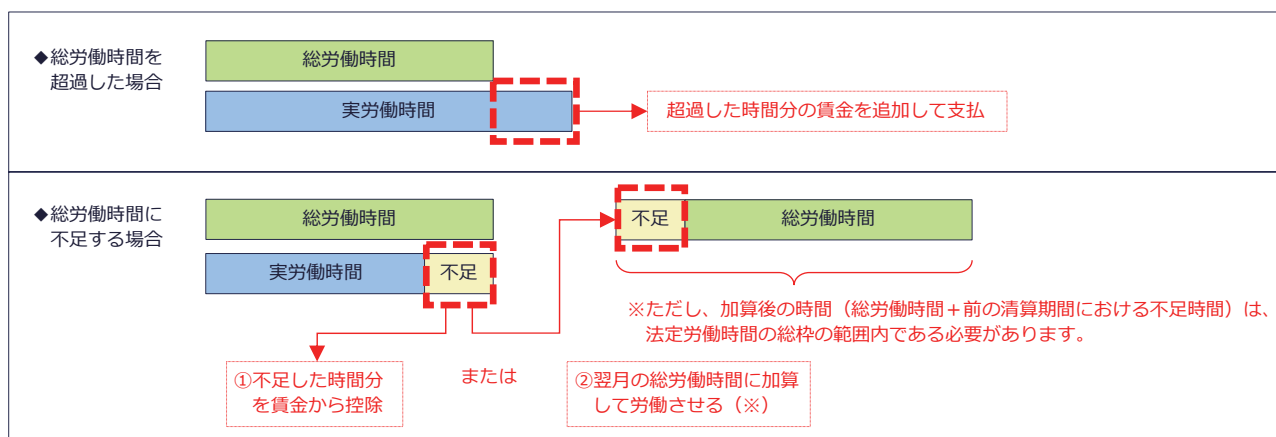 ◆総労働時間を
超過した場合
総労働時間
実労働時間
超過した時間分の賃金を追加して支払
◆総労働時間に
不足する場合
総労働時間
実労働時間
不足
不足
総労働時間
※ただし、加算後の時間（総労働時間＋前の清算期間における不足時間）は、
法定労働時間の総枠の範囲内である必要があります。
①不足した時間分
を賃金から控除
または
②翌月の総労働時間に加算
して労働させる（※）